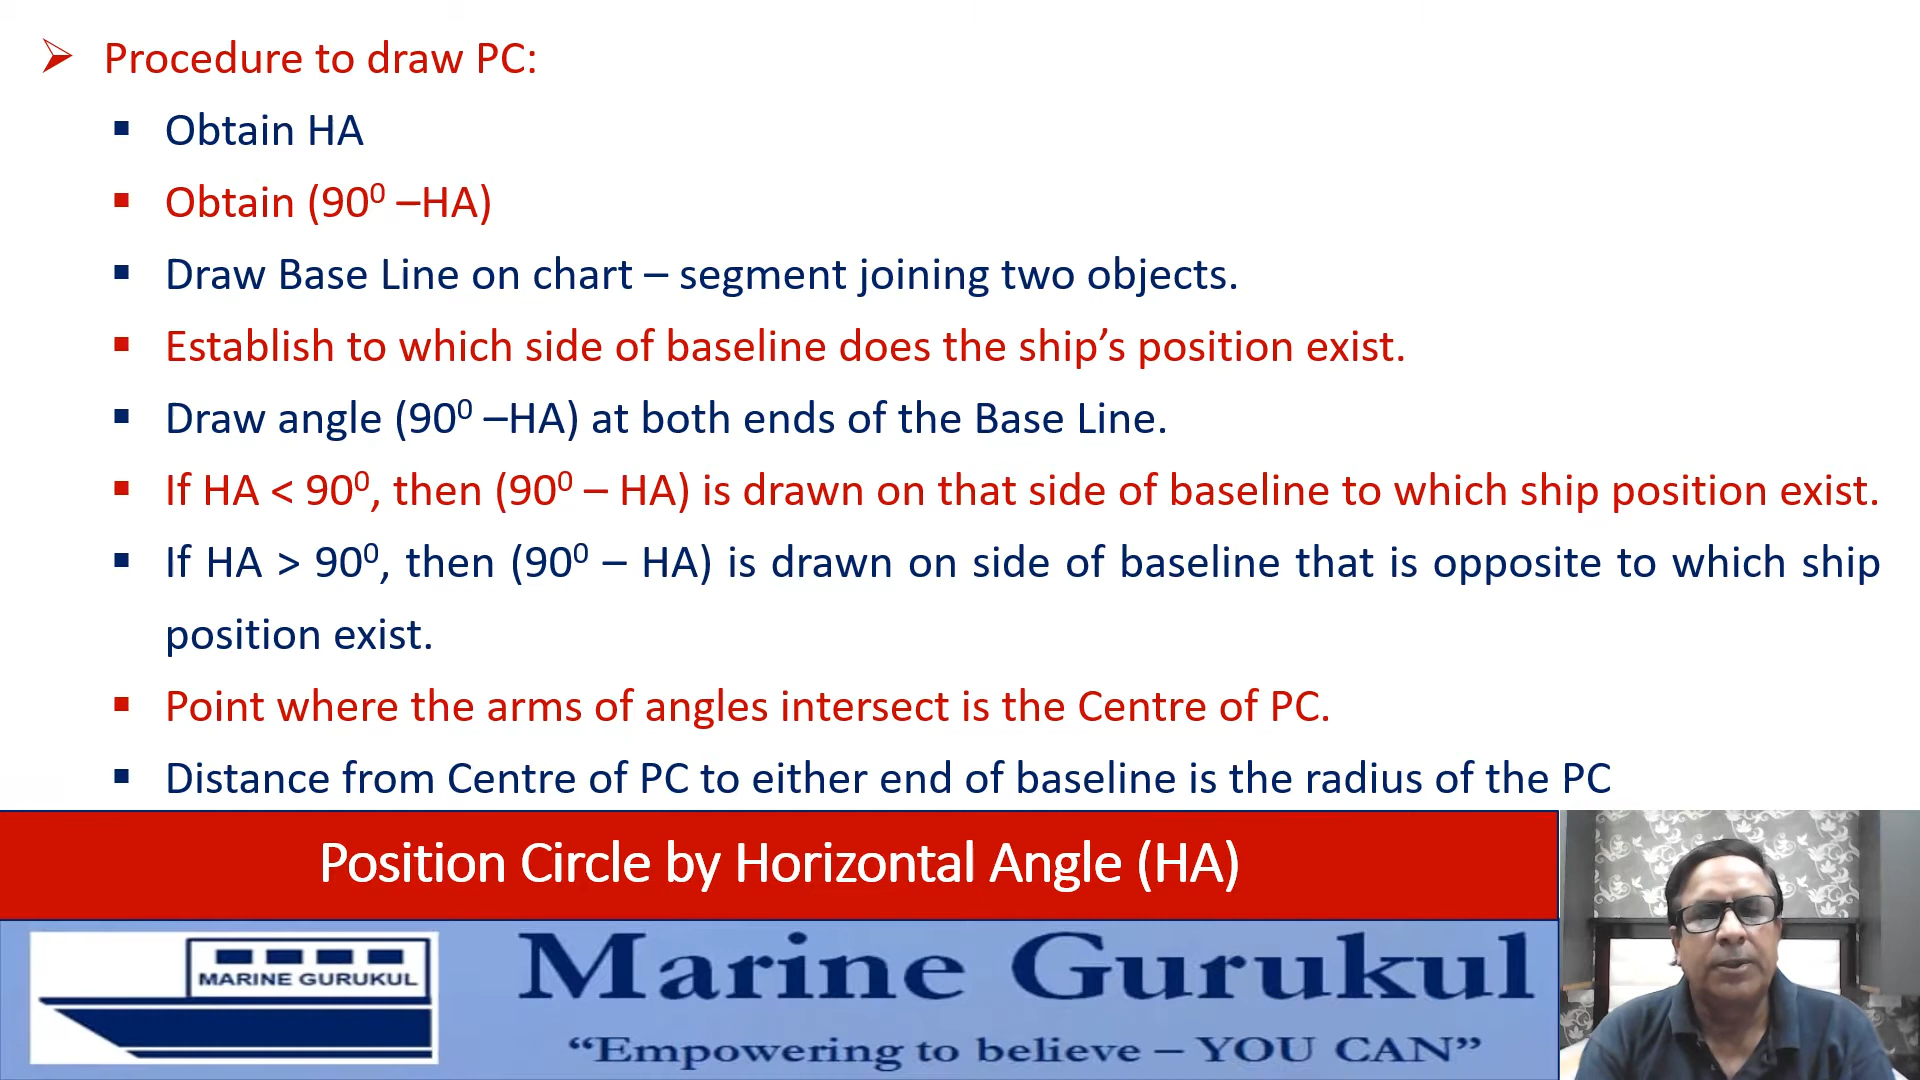 Procedure to draw PC:
Obtain HA
Obtain (90⁰ –HA)
Draw Base Line on chart – segment joining two objects.
Establish to which side of baseline does the ship’s position exist.
Draw angle (90⁰ –HA) at both ends of the Base Line.
If HA < 90⁰, then (90⁰ – HA) is drawn on that side of baseline to which ship position exist.
If HA > 90⁰, then (90⁰ – HA) is drawn on side of baseline that is opposite to which ship
position exist.
Point where the arms of angles intersect is the Centre of PC.
Distance from Centre of PC to either end of baseline is the radius of the PC
Position Circle by Horizontal Angle (HA)
MARINE GURUKUL
Marine Gurukul
“Empowering to believe – YOU CAN”